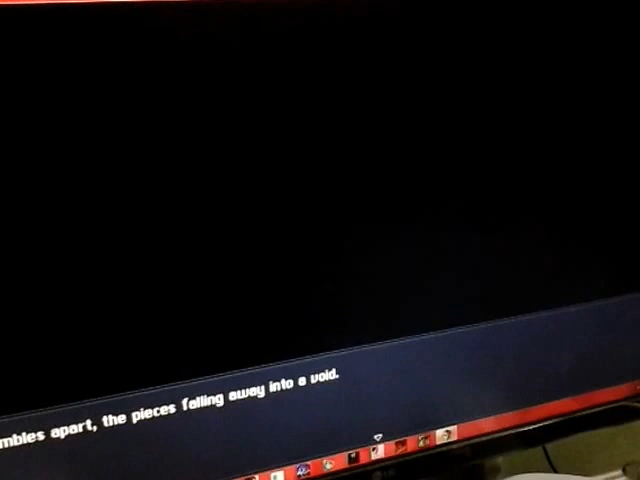 mbles apart, the pieces falling away into a void.